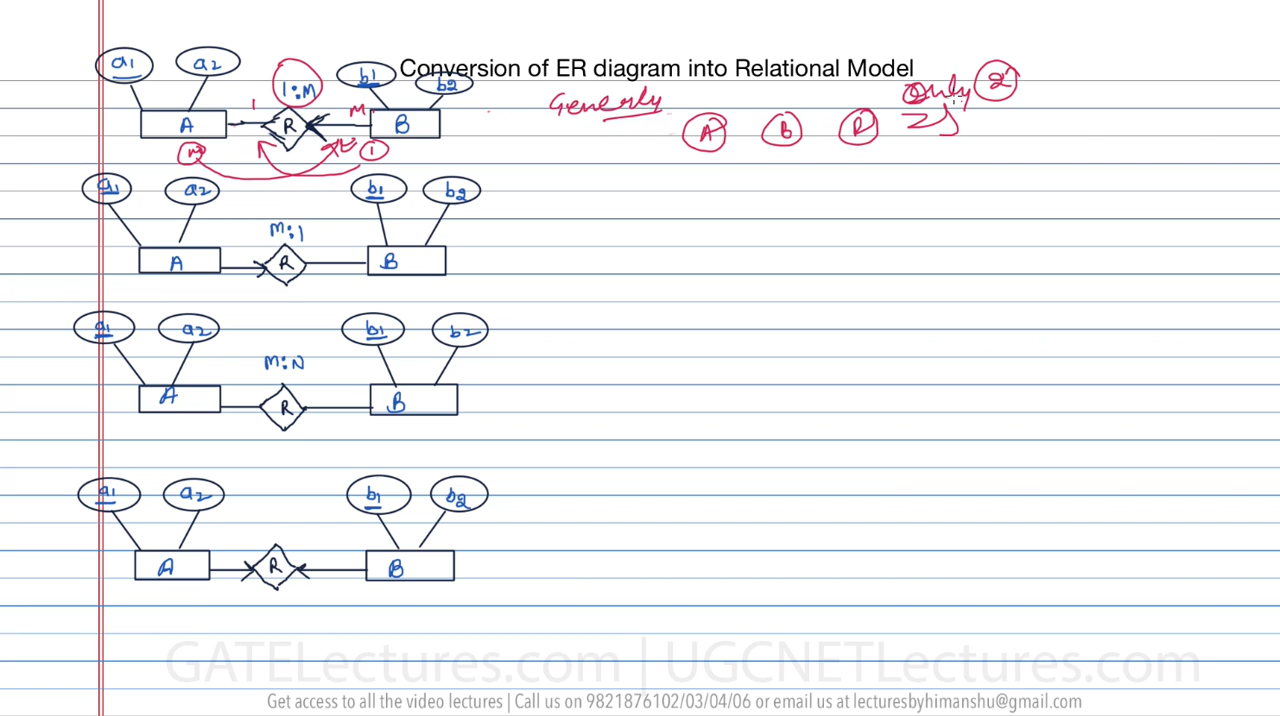 Conversion of ER diagram into Relational Model
a1 a2 1:M b1 b2
Generly
Only 2
1 M
A R B
A B R
M 1
a1 a2 b1 b2
M:1
A R B
a1 a2 b1 b2
M:N
A R B
a1 a2 b1 b2
A R B
GATELectures.com | UGCNETLectures.com
Get access to all the video lectures | Call us on 9821876102/03/04/06 or email us at lecturesbyhimanshu@gmail.com